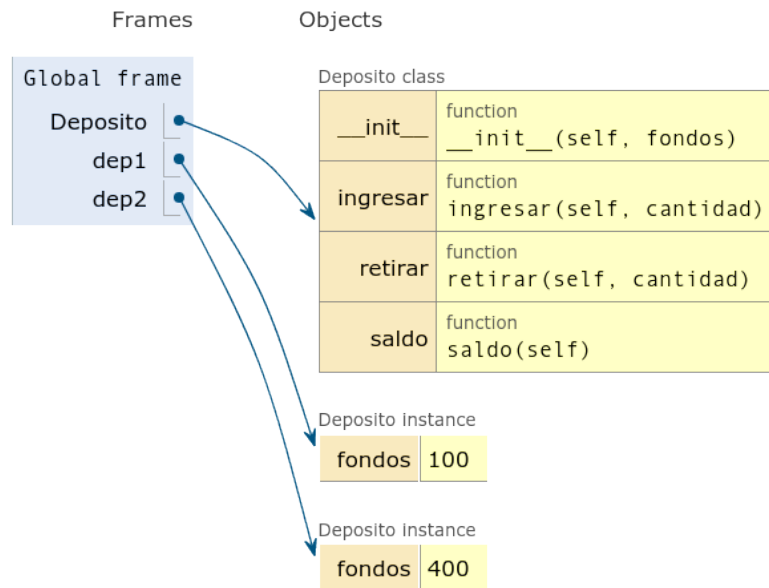 Frames Objects
Global frame
Deposito
dep1
dep2
Deposito class
__init__ function
__init__(self, fondos)
ingresar function
ingresar(self, cantidad)
retirar function
retirar(self, cantidad)
saldo function
saldo(self)
Deposito instance
fondos 100
Deposito instance
fondos 400